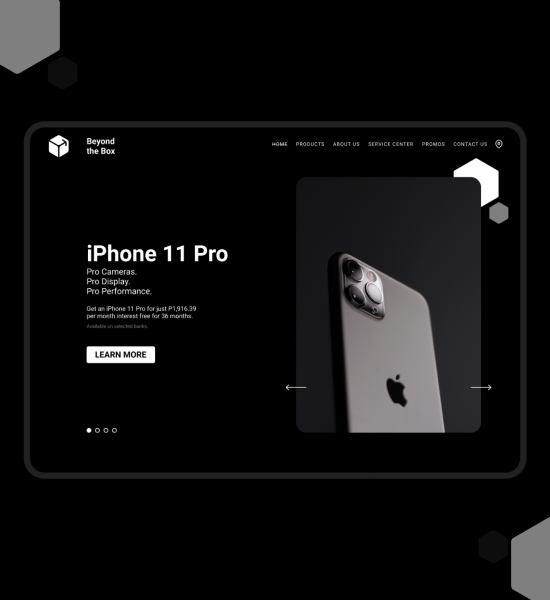 Beyond
the Box
HOME PRODUCTS ABOUT US SERVICE CENTER PROMOS CONTACT US
iPhone 11 Pro
Pro Cameras.
Pro Display.
Pro Performance.
Get an iPhone 11 Pro for just P1,916.39
per month interest free for 36 months.
Available on selected banks.
LEARN MORE